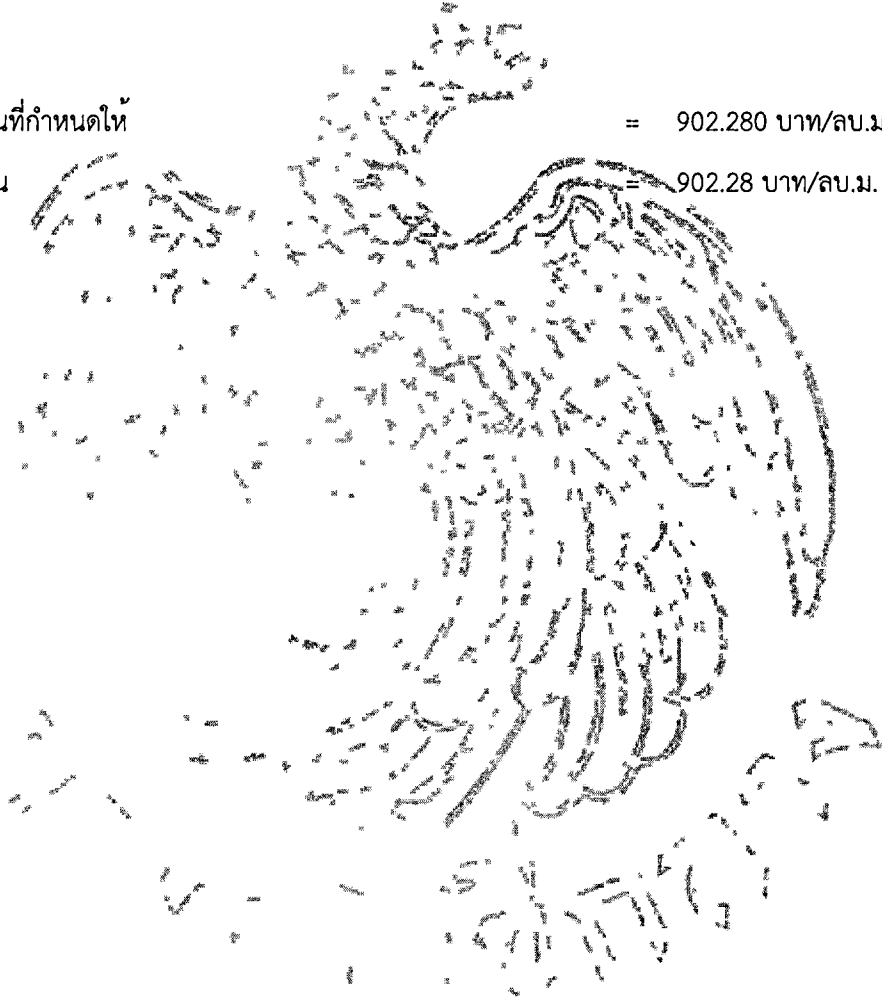 นที่กำหนดให้ = 902.280 บาท/ลบ.ม
น = 902.28 บาท/ลบ.ม.